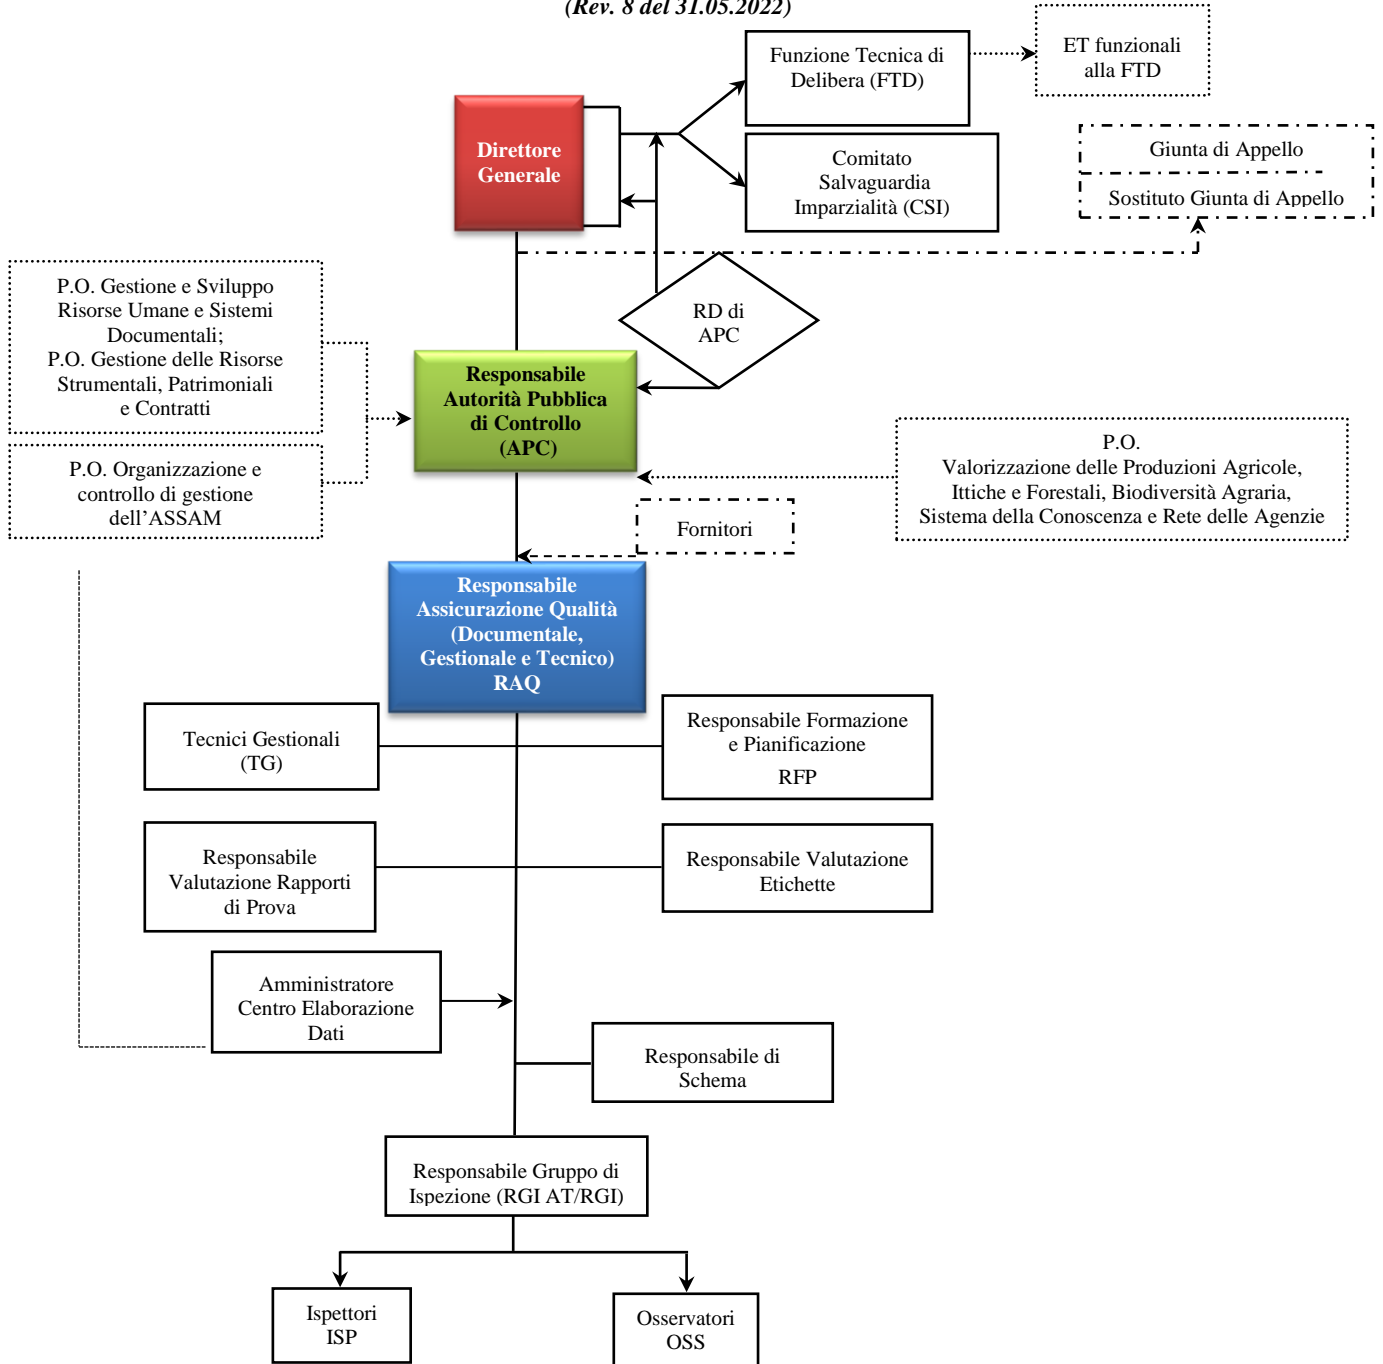 (Rev. 8 del 31.05.2022)
Funzione Tecnica di
Delibera (FTD)
ET funzionali
alla FTD
Direttore
Generale
Comitato
Salvaguardia
Imparzialità (CSI)
Giunta di Appello
Sostituto Giunta di Appello
P.O. Gestione e Sviluppo
Risorse Umane e Sistemi
Documentali;
P.O. Gestione delle Risorse
Strumentali, Patrimoniali
e Contratti
RD di
APC
Responsabile
Autorità Pubblica
di Controllo
(APC)
P.O. Organizzazione e
controllo di gestione
dell’ASSAM
P.O.
Valorizzazione delle Produzioni Agricole,
Ittiche e Forestali, Biodiversità Agraria,
Sistema della Conoscenza e Rete delle Agenzie
Fornitori
Responsabile
Assicurazione Qualità
(Documentale,
Gestionale e Tecnico)
RAQ
Tecnici Gestionali
(TG)
Responsabile Formazione
e Pianificazione
RFP
Responsabile
Valutazione Rapporti
di Prova
Responsabile Valutazione
Etichette
Amministratore
Centro Elaborazione
Dati
Responsabile di
Schema
Responsabile Gruppo di
Ispezione (RGI AT/RGI)
Ispettori
ISP
Osservatori
OSS